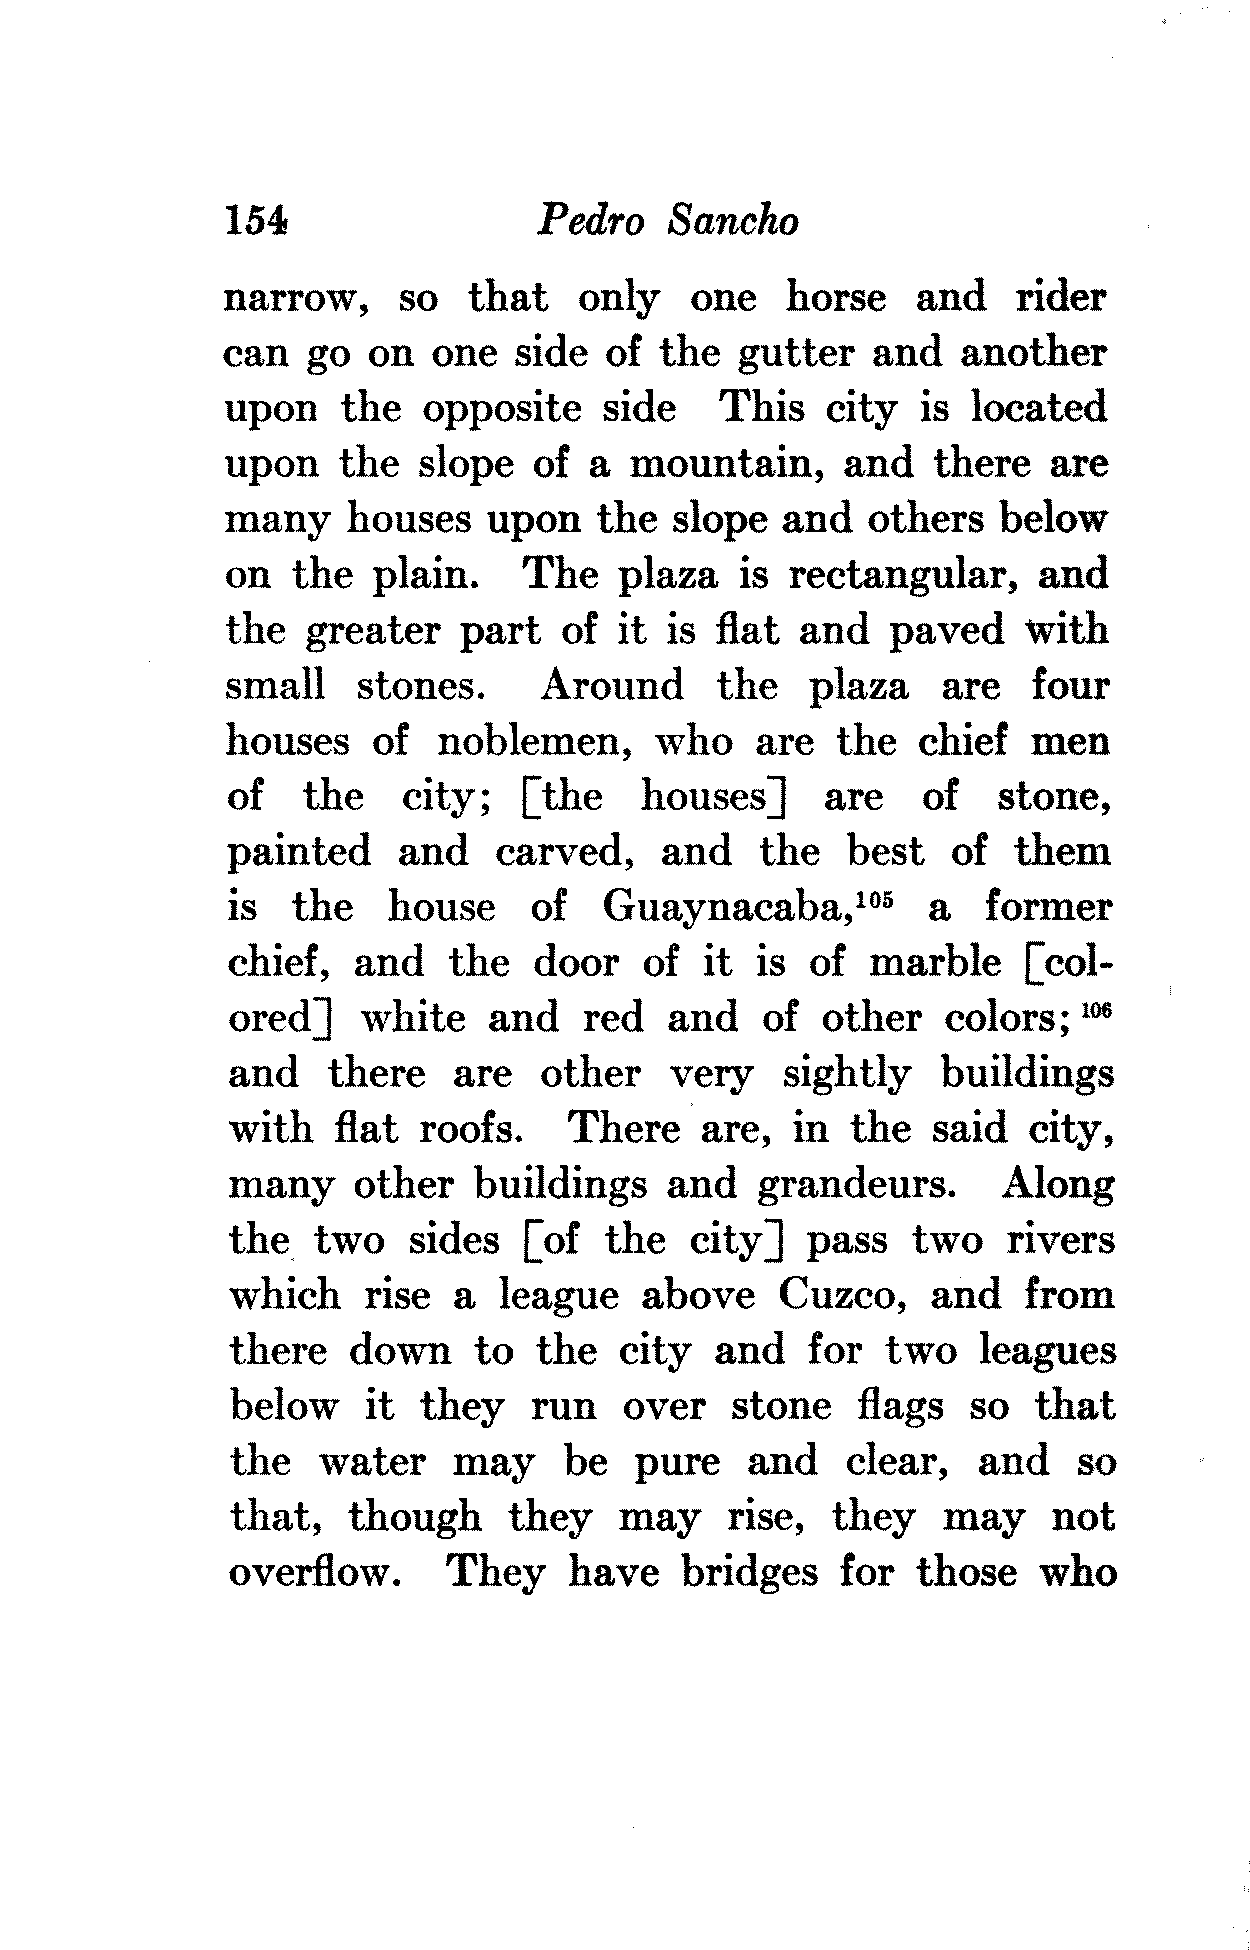 154 Pedro Sancho
narrow, so that only one horse and rider
can go on one side of the gutter and another
upon the opposite side This city is located
upon the slope of a mountain, and there are
many houses upon the slope and others below
on the plain. The plaza is rectangular, and
the greater part of it is flat and paved with
small stones. Around the plaza are four
houses of noblemen, who are the chief men
of the city; [the houses] are of stone,
painted and carved, and the best of them
is the house of Guaynacaba,¹⁰⁵ a former
chief, and the door of it is of marble [col-
ored] white and red and of other colors; ¹⁰⁶
and there are other very sightly buildings
with flat roofs. There are, in the said city,
many other buildings and grandeurs. Along
the two sides [of the city] pass two rivers
which rise a league above Cuzco, and from
there down to the city and for two leagues
below it they run over stone flags so that
the water may be pure and clear, and so
that, though they may rise, they may not
overflow. They have bridges for those who